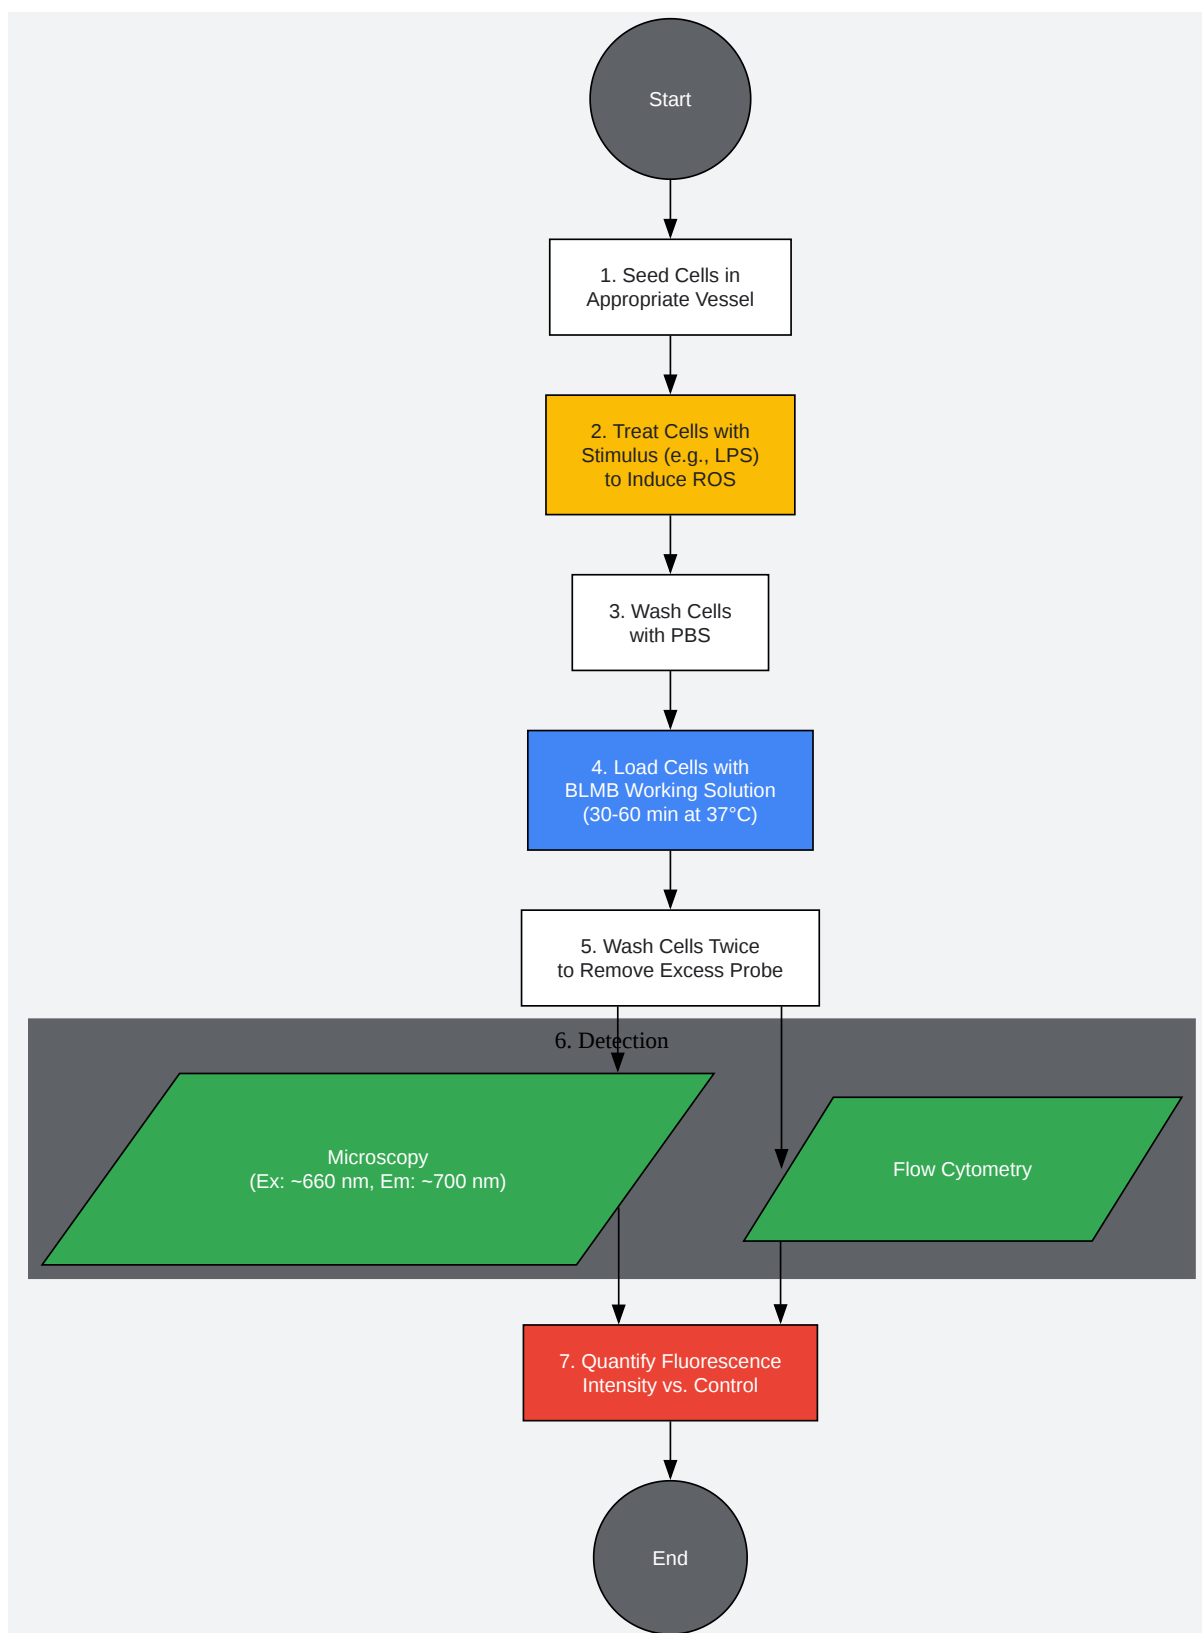 Start
1. Seed Cells in
Appropriate Vessel
2. Treat Cells with
Stimulus (e.g., LPS)
to Induce ROS
3. Wash Cells
with PBS
4. Load Cells with
BLMB Working Solution
(30-60 min at 37°C)
5. Wash Cells Twice
to Remove Excess Probe
6. Detection
Microscopy
(Ex: ~660 nm, Em: ~700 nm)
Flow Cytometry
7. Quantify Fluorescence
Intensity vs. Control
End